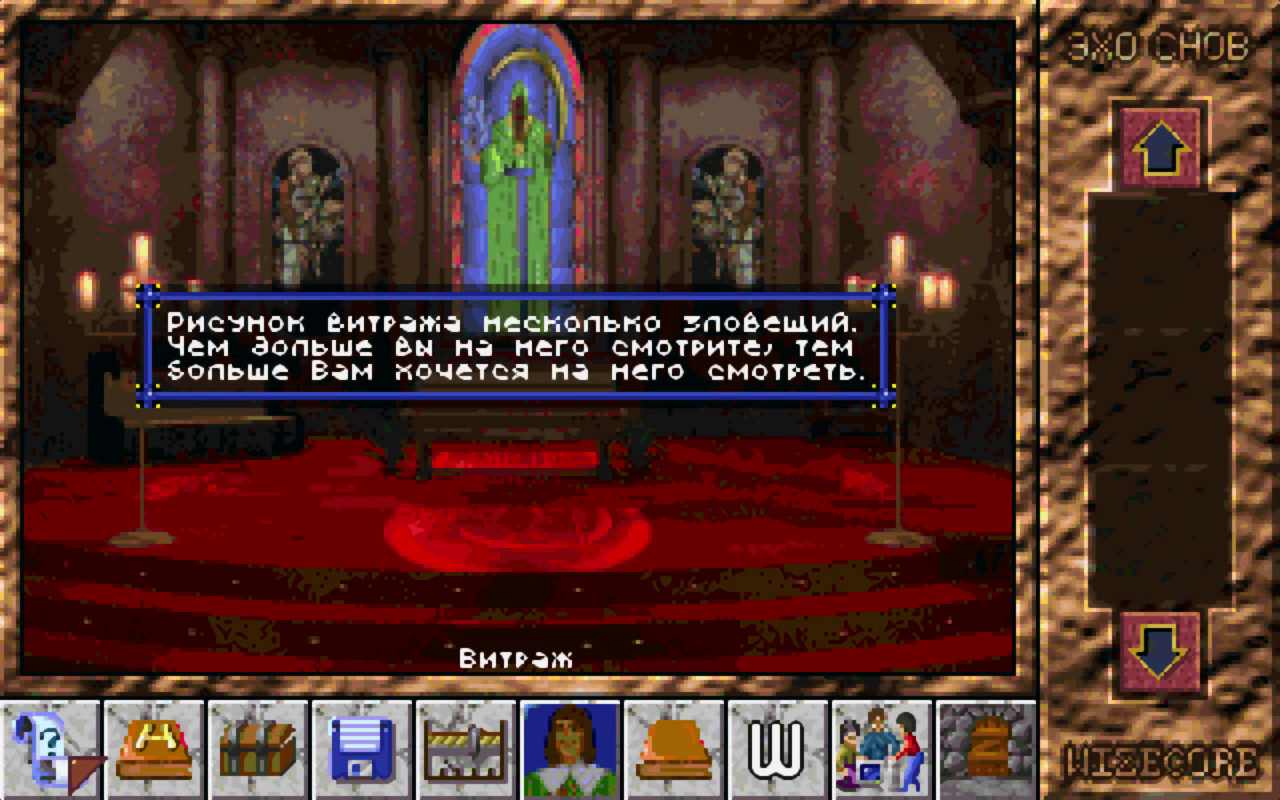 ЭХО СНОВ
Рисунок витража несколько зловещий.
Чем дольше Вы на него смотрите, тем
больше Вам хочется на него смотреть.
Витраж
?
W
WIZECORE